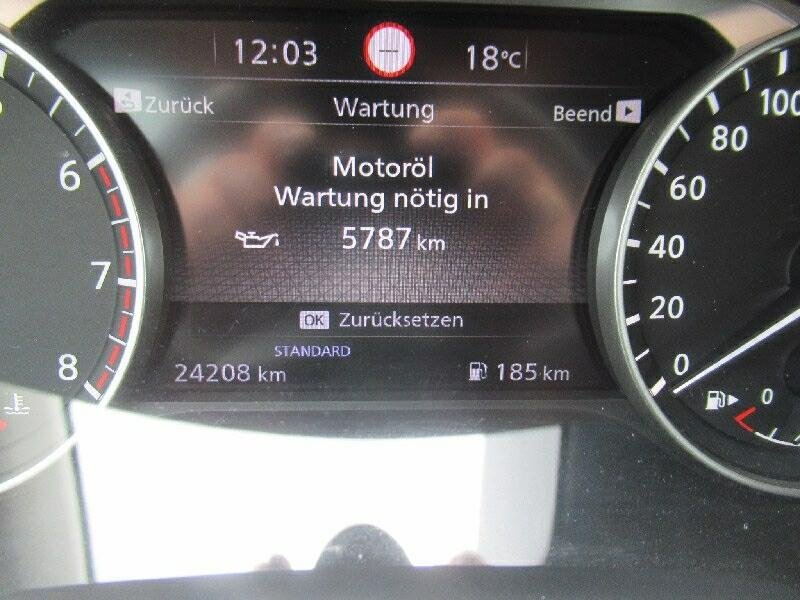 12:03 --- 18°C
Zurück Wartung Beend
Motoröl
Wartung nötig in
5787 km
OK Zurücksetzen
STANDARD
24208 km 185 km
6
7
8
100
80
60
40
20
0
0